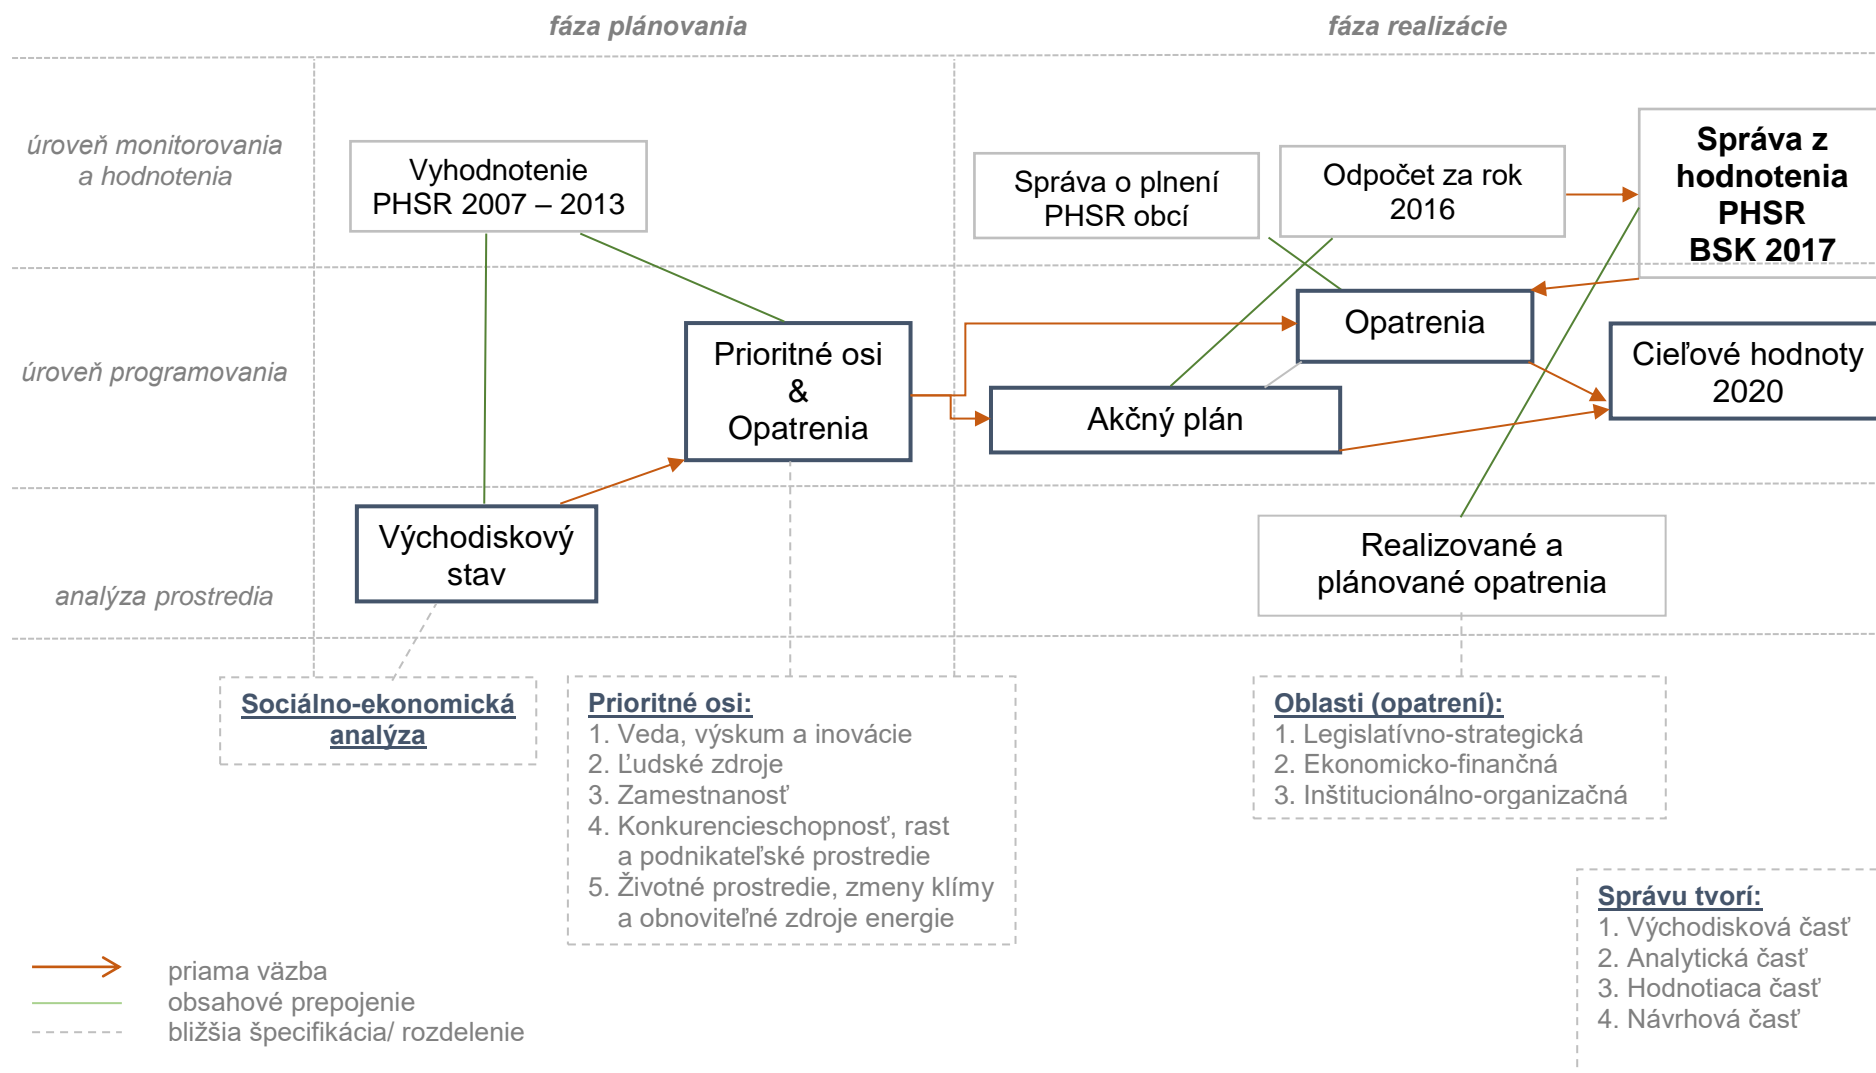 fáza plánovania
fáza realizácie
úroveň monitorovania
a hodnotenia
Vyhodnotenie
PHSR 2007 – 2013
Správa o plnení
PHSR obcí
Odpočet za rok
2016
Správa z
hodnotenia
PHSR
BSK 2017
úroveň programovania
Prioritné osi
&
Opatrenia
Opatrenia
Akčný plán
Cieľové hodnoty
2020
analýza prostredia
Východiskový
stav
Realizované a
plánované opatrenia
Sociálno-ekonomická
analýza
Prioritné osi:
1. Veda, výskum a inovácie
2. Ľudské zdroje
3. Zamestnanosť
4. Konkurencieschopnosť, rast
a podnikateľské prostredie
5. Životné prostredie, zmeny klímy
a obnoviteľné zdroje energie
Oblasti (opatrení):
1. Legislatívno-strategická
2. Ekonomicko-finančná
3. Inštitucionálno-organizačná
Správu tvorí:
1. Východisková časť
2. Analytická časť
3. Hodnotiaca časť
4. Návrhová časť
priama väzba
obsahové prepojenie
bližšia špecifikácia/ rozdelenie